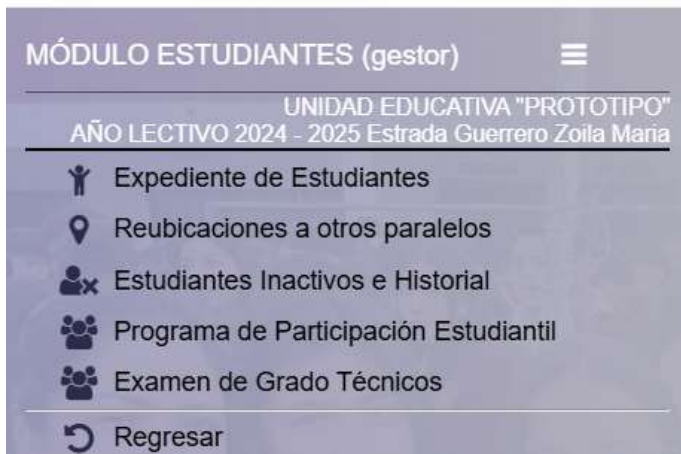 MÓDULO ESTUDIANTES (gestor)
UNIDAD EDUCATIVA "PROTOTIPO"
AÑO LECTIVO 2024 - 2025 Estrada Guerrero Zoila Maria
Expediente de Estudiantes
Reubicaciones a otros paralelos
Estudiantes Inactivos e Historial
Programa de Participación Estudiantil
Examen de Grado Técnicos
Regresar